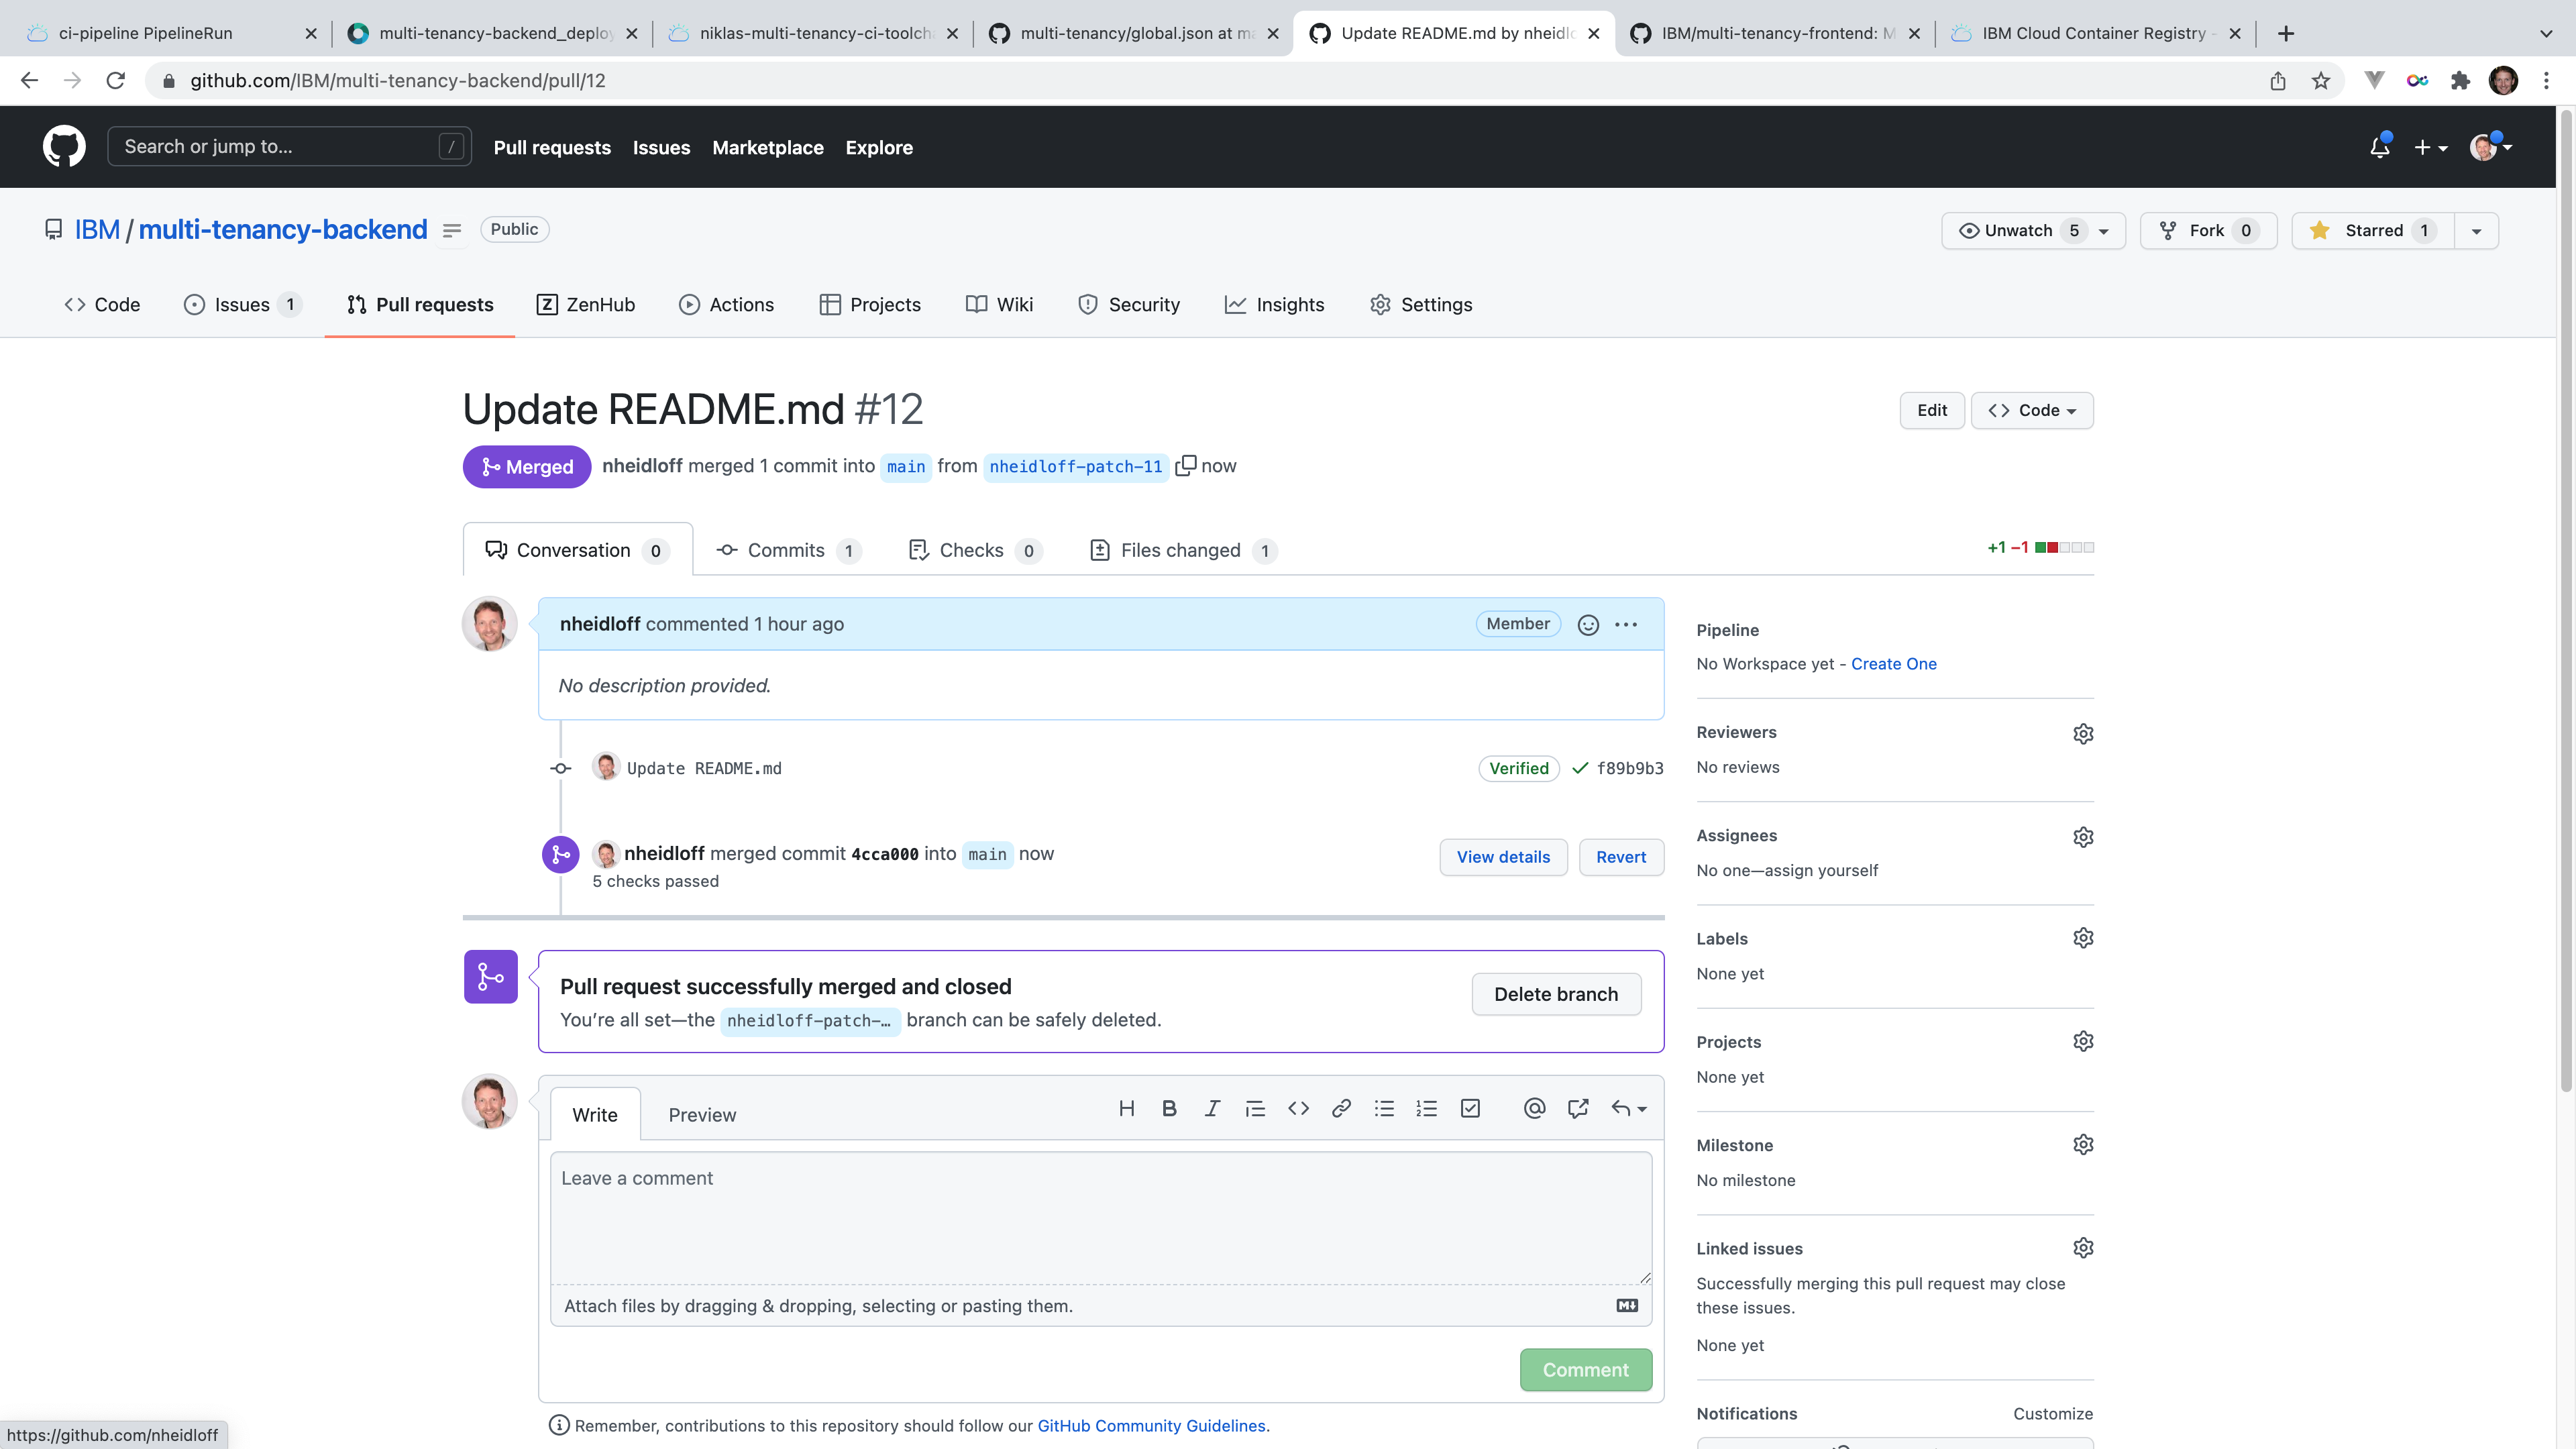 ci-pipeline PipelineRun
multi-tenancy-backend_deploy
niklas-multi-tenancy-ci-toolcha
multi-tenancy/global.json at ma
Update README.md by nheidlo
IBM/multi-tenancy-frontend: M
IBM Cloud Container Registry -
github.com/IBM/multi-tenancy-backend/pull/12
Search or jump to... /
Pull requests Issues Marketplace Explore
IBM / multi-tenancy-backend Public
Unwatch 5 Fork 0 Starred 1
Code Issues 1 Pull requests ZenHub Actions Projects Wiki Security Insights Settings
Update README.md #12
Edit Code
Merged nheidloff merged 1 commit into main from nheidloff-patch-11 now
Conversation 0 Commits 1 Checks 0 Files changed 1
+1 −1
nheidloff commented 1 hour ago Member
No description provided.
Update README.md Verified f89b9b3
nheidloff merged commit 4cca000 into main now
5 checks passed
View details Revert
Pull request successfully merged and closed
You're all set—the nheidloff-patch-… branch can be safely deleted.
Delete branch
Write Preview
Leave a comment
Attach files by dragging & dropping, selecting or pasting them.
Comment
Remember, contributions to this repository should follow our GitHub Community Guidelines.
Pipeline
No Workspace yet - Create One
Reviewers
No reviews
Assignees
No one—assign yourself
Labels
None yet
Projects
None yet
Milestone
No milestone
Linked issues
Successfully merging this pull request may close
these issues.
None yet
Notifications Customize
https://github.com/nheidloff